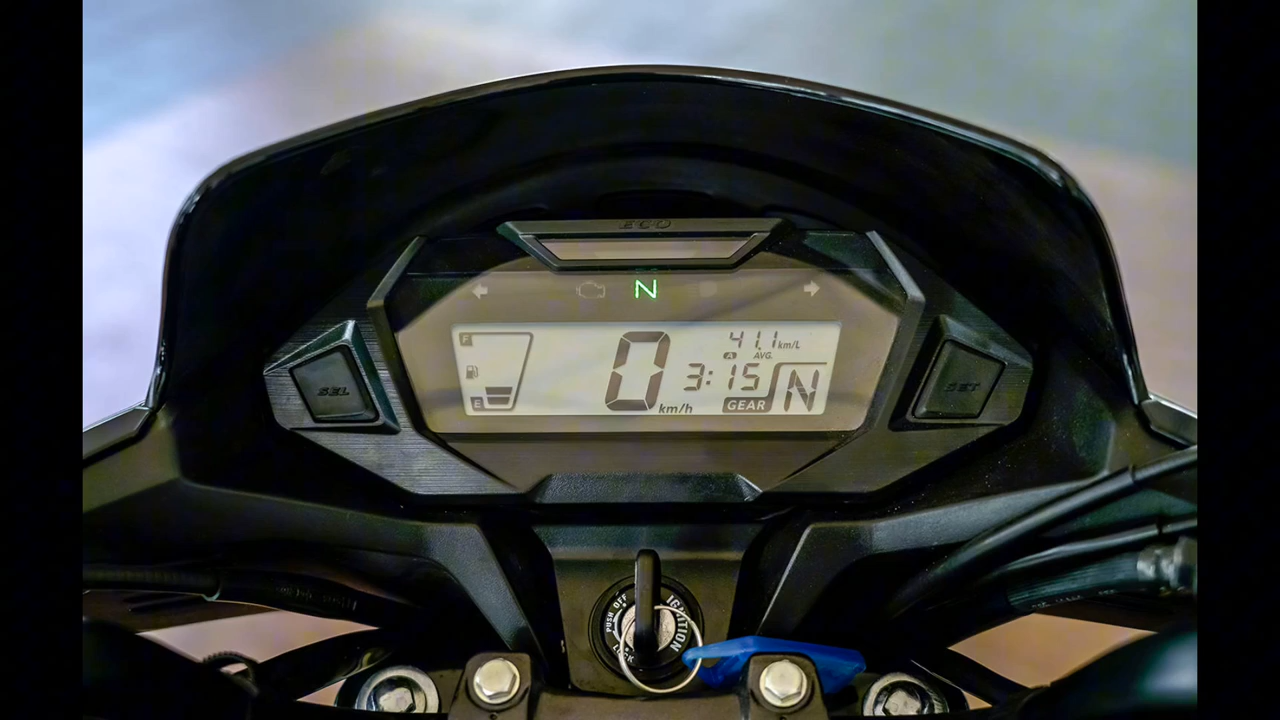 ECO
N
F
41.1 km/L
A AVG.
SEL
0 km/h
3:15
SET
E
GEAR N
PUSH OFF
IGNITION
LOCK